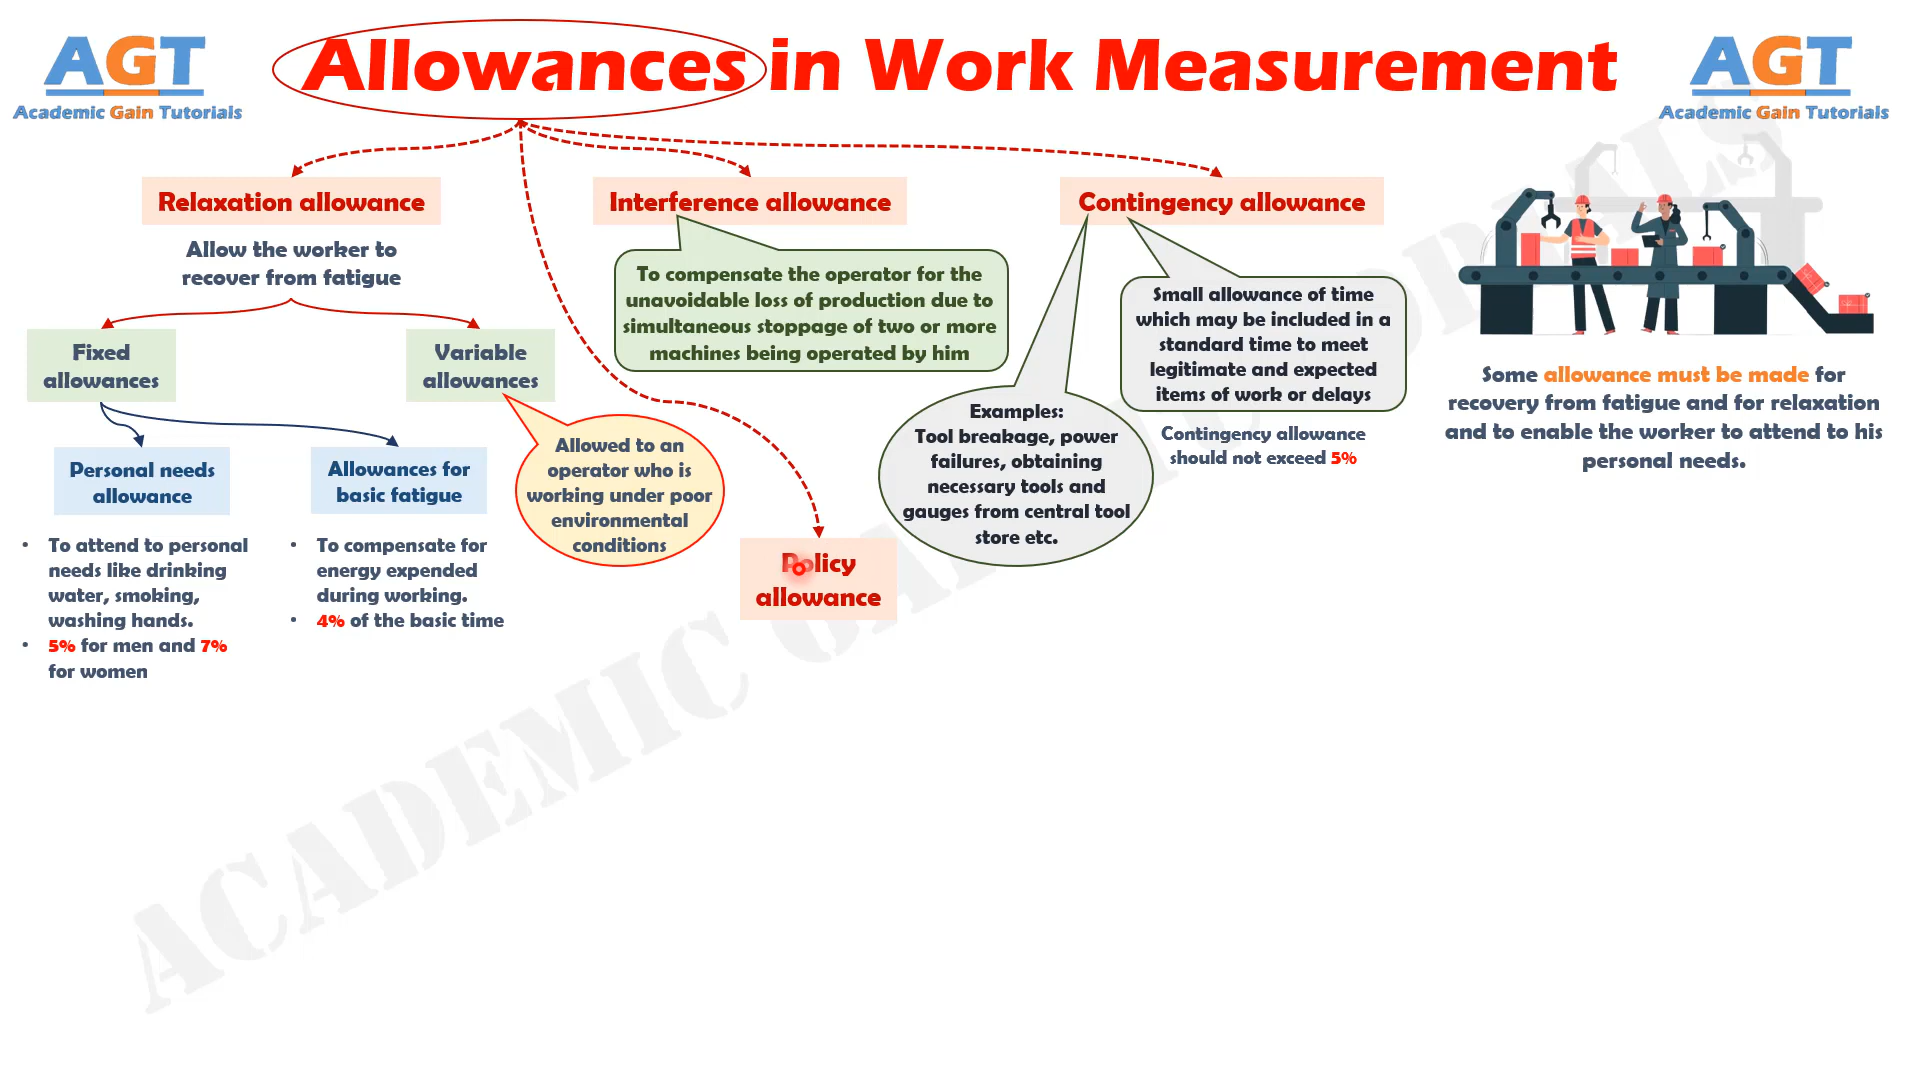 AGT
Academic Gain Tutorials
Allowances in Work Measurement
AGT
Academic Gain Tutorials
Relaxation allowance
Allow the worker to
recover from fatigue
Fixed
allowances
Variable
allowances
Personal needs
allowance
Allowances for
basic fatigue
• To attend to personal
needs like drinking
water, smoking,
washing hands.
• 5% for men and 7%
for women
• To compensate for
energy expended
during working.
• 4% of the basic time
Allowed to an
operator who is
working under poor
environmental
conditions
Interference allowance
To compensate the operator for the
unavoidable loss of production due to
simultaneous stoppage of two or more
machines being operated by him
Policy
allowance
Contingency allowance
Examples:
Tool breakage, power
failures, obtaining
necessary tools and
gauges from central tool
store etc.
Small allowance of time
which may be included in a
standard time to meet
legitimate and expected
items of work or delays
Contingency allowance
should not exceed 5%
Some allowance must be made for
recovery from fatigue and for relaxation
and to enable the worker to attend to his
personal needs.